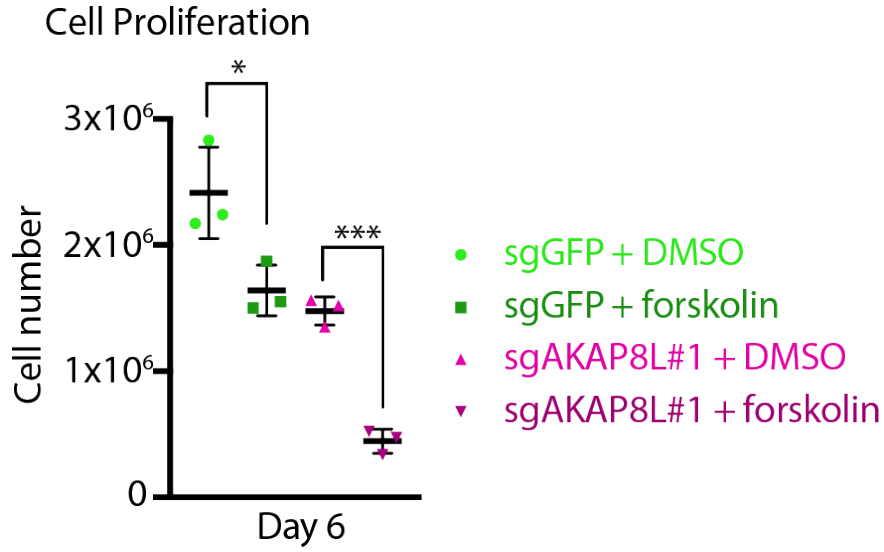 Cell Proliferation
*
3x10⁶
***
2x10⁶
1x10⁶
0
Cell number
Day 6
sgGFP + DMSO
sgGFP + forskolin
sgAKAP8L#1 + DMSO
sgAKAP8L#1 + forskolin